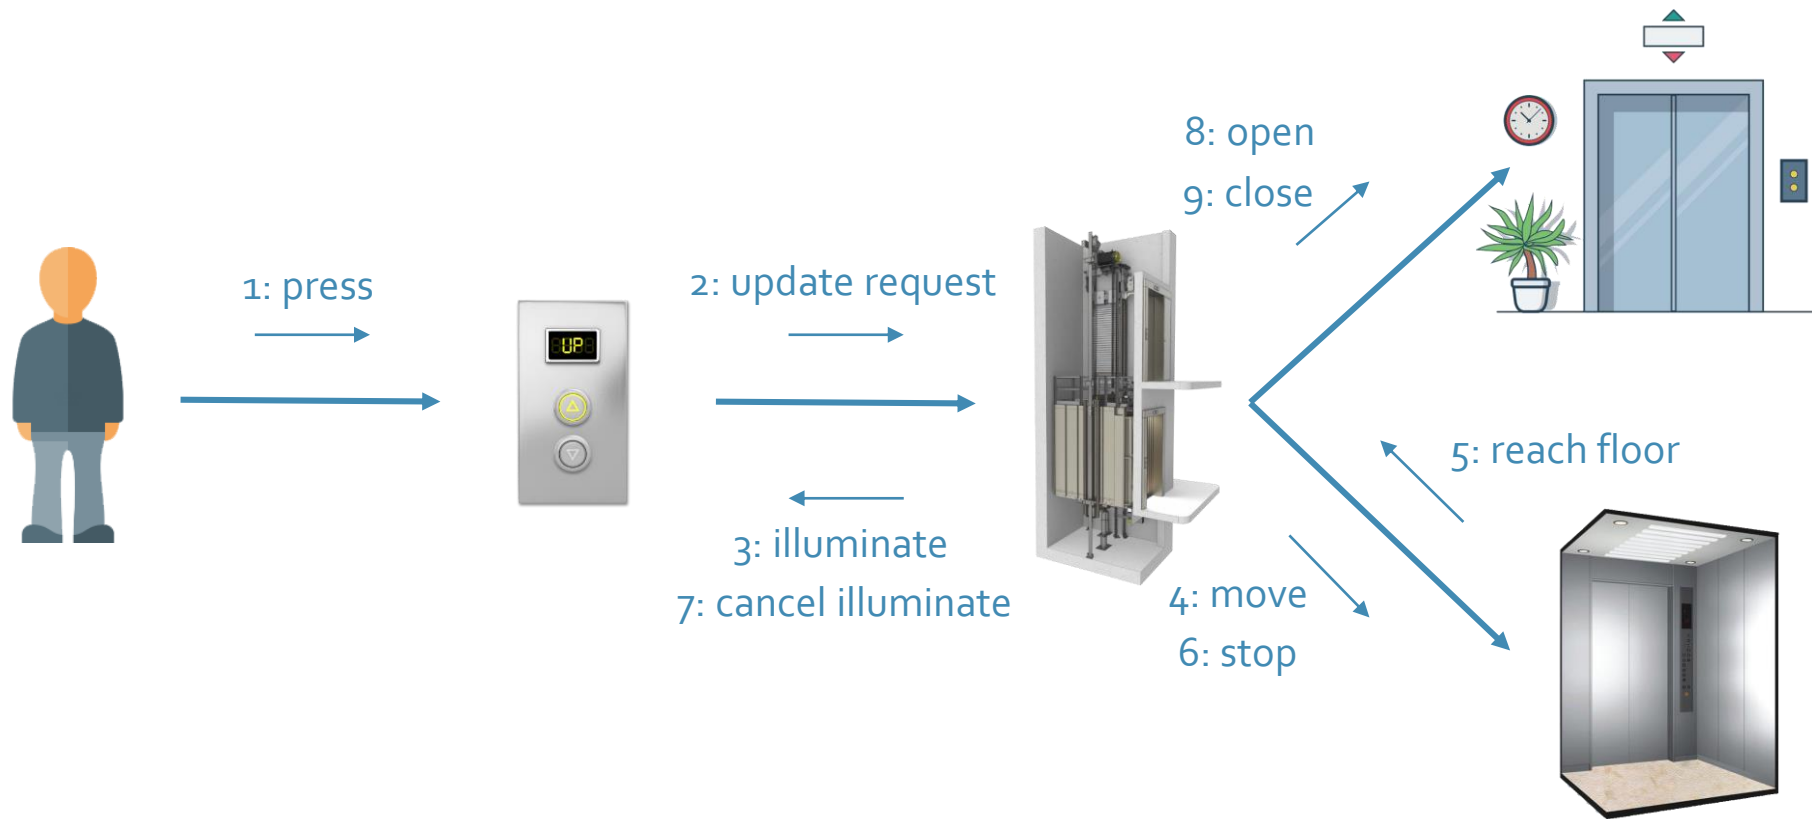 1: press
UP
2: update request
3: illuminate
7: cancel illuminate
8: open
9: close
5: reach floor
4: move
6: stop